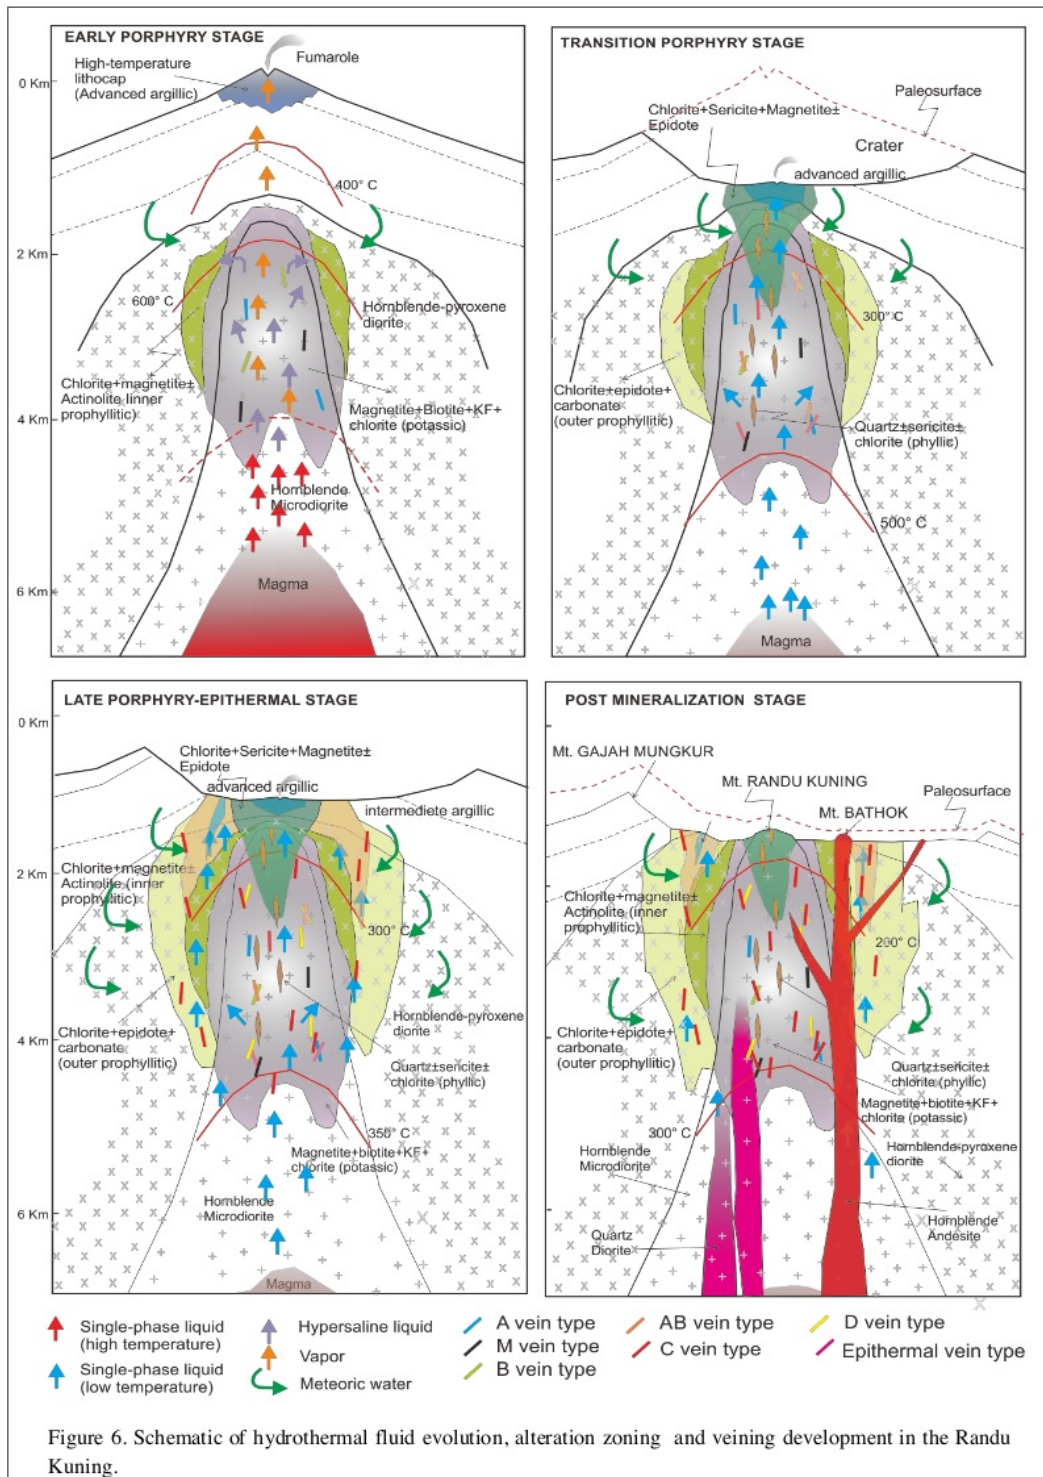 EARLY PORPHYRY STAGE
Fumarole
High-temperature
lithocap
(Advanced argillic)
0 Km
400° C
2 Km
600° C
Hornblende-pyroxene
diorite
Chlorite+magnetite±
Actinolite Iinner
prophyllitic)
Magnetite+Biotite+KF+
chlorite (potassic)
4 Km
Hornblende
Microdiorite
6 Km
Magma
TRANSITION PORPHYRY STAGE
Paleosurface
Chlorite+Sericite+Magnetite±
Epidote
Crater
advanced argillic
300° C
Chlorite+epidote+
carbonate
(outer prophyllitic)
Quartz±sericite±
chlorite (phyllic)
500° C
Magma
LATE PORPHYRY-EPITHERMAL STAGE
0 Km
Chlorite+Sericite+Magnetite±
Epidote
advanced argillic
intermediete argillic
Chlorite+magnetite±
Actinolite (inner
prophyllitic)
2 Km
300° C
Hornblende-pyroxene
diorite
Chlorite+epidote+
carbonate
(outer prophyllitic)
4 Km
Quartz±sericite±
chlorite (phyllic)
350° C
Magnetite+biotite+KF+
chlorite (potassic)
Hornblende
Microdiorite
6 Km
Magma
POST MINERALIZATION STAGE
Mt. GAJAH MUNGKUR
Mt. RANDU KUNING
Mt. BATHOK
Paleosurface
Chlorite+magnetite±
Actinolite (inner
prophyllitic)
200° C
Chlorite+epidote+
carbonate
(outer prophyllitic)
Quartz±sericite±
chlorite (phyllic)
Magnetite+biotite+KF+
chlorite (potassic)
300° C
Hornblende
Microdiorite
Hornblende-pyroxene
diorite
Quartz
Diorite
Hornblende
Andesite
Single-phase liquid
(high temperature)
Single-phase liquid
(low temperature)
Hypersaline liquid
Vapor
Meteoric water
A vein type
M vein type
B vein type
AB vein type
C vein type
D vein type
Epithermal vein type
Figure 6. Schematic of hydrothermal fluid evolution, alteration zoning and veining development in the Randu
Kuning.